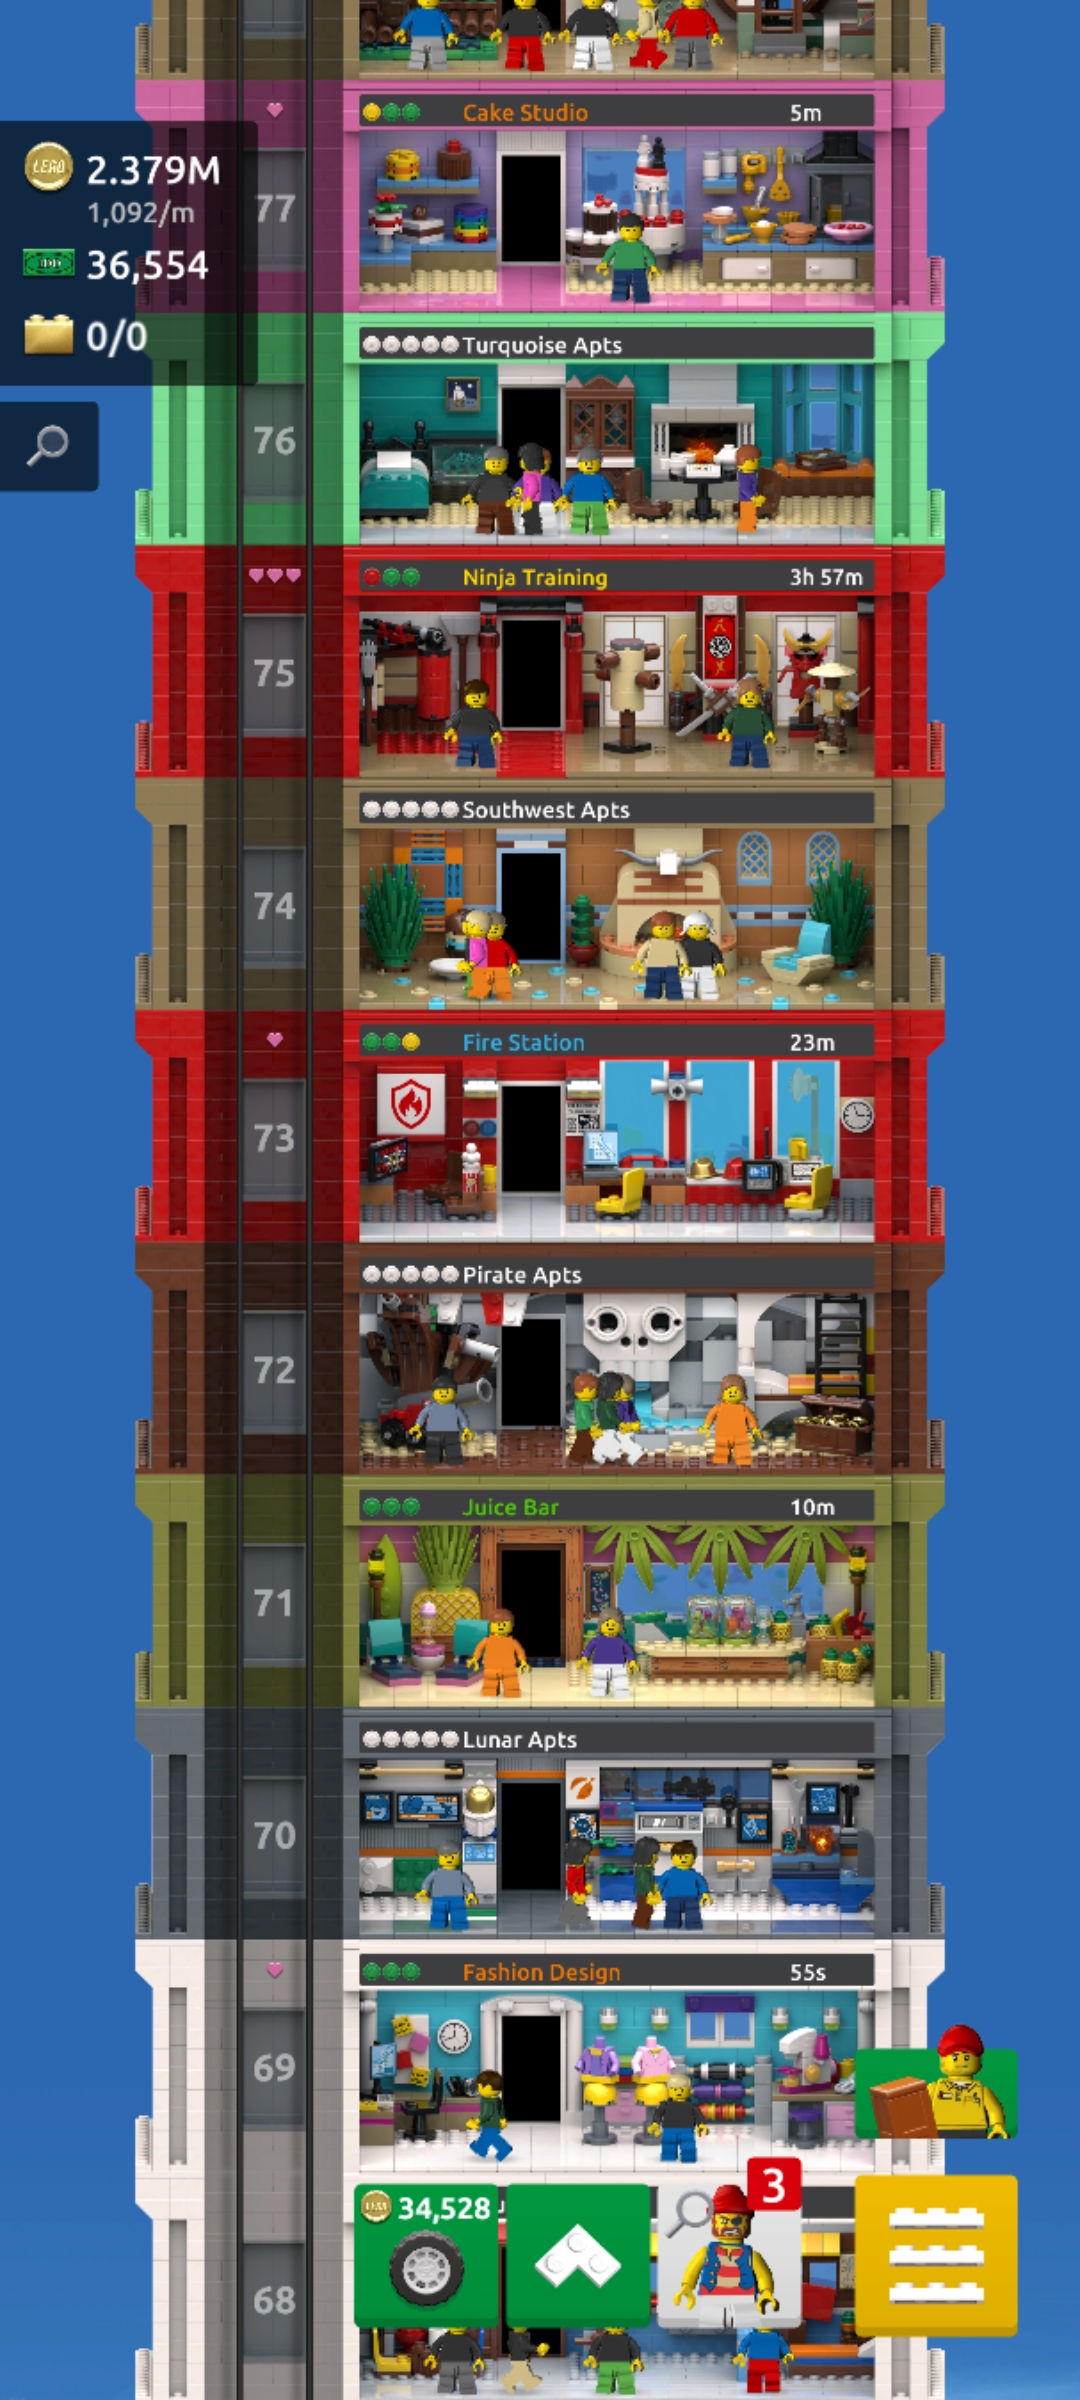 Cake Studio 5m
LEGO 2.379M
77
1,092/m
36,554
0/0
Turquoise Apts
76
Ninja Training 3h 57m
75
Southwest Apts
74
Fire Station 23m
73
Pirate Apts
72
Juice Bar 10m
71
Lunar Apts
70
Fashion Design 55s
69
3
34,528
68